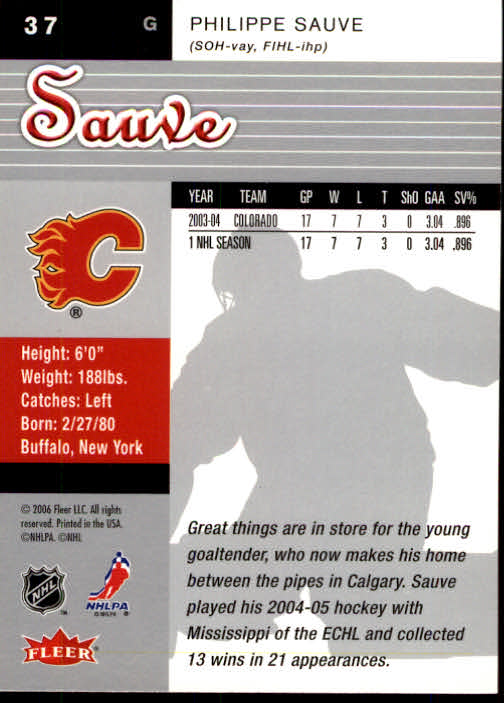 37 G PHILIPPE SAUVE
(SOH-vay, FIHL-ihp)
Sauve
YEAR TEAM GP W L T ShO GAA SV%
2003-04 COLORADO 17 7 7 3 0 3.04 .896
1 NHL SEASON 17 7 7 3 0 3.04 .896
C
®
Height: 6'0"
Weight: 188lbs.
Catches: Left
Born: 2/27/80
Buffalo, New York
© 2006 Fleer LLC. All rights
reserved. Printed in the USA.
©NHLPA. ©NHL
Great things are in store for the young
goaltender, who now makes his home
between the pipes in Calgary. Sauve
played his 2004-05 hockey with
Mississippi of the ECHL and collected
13 wins in 21 appearances.
NHL
NHLPA
FLEER